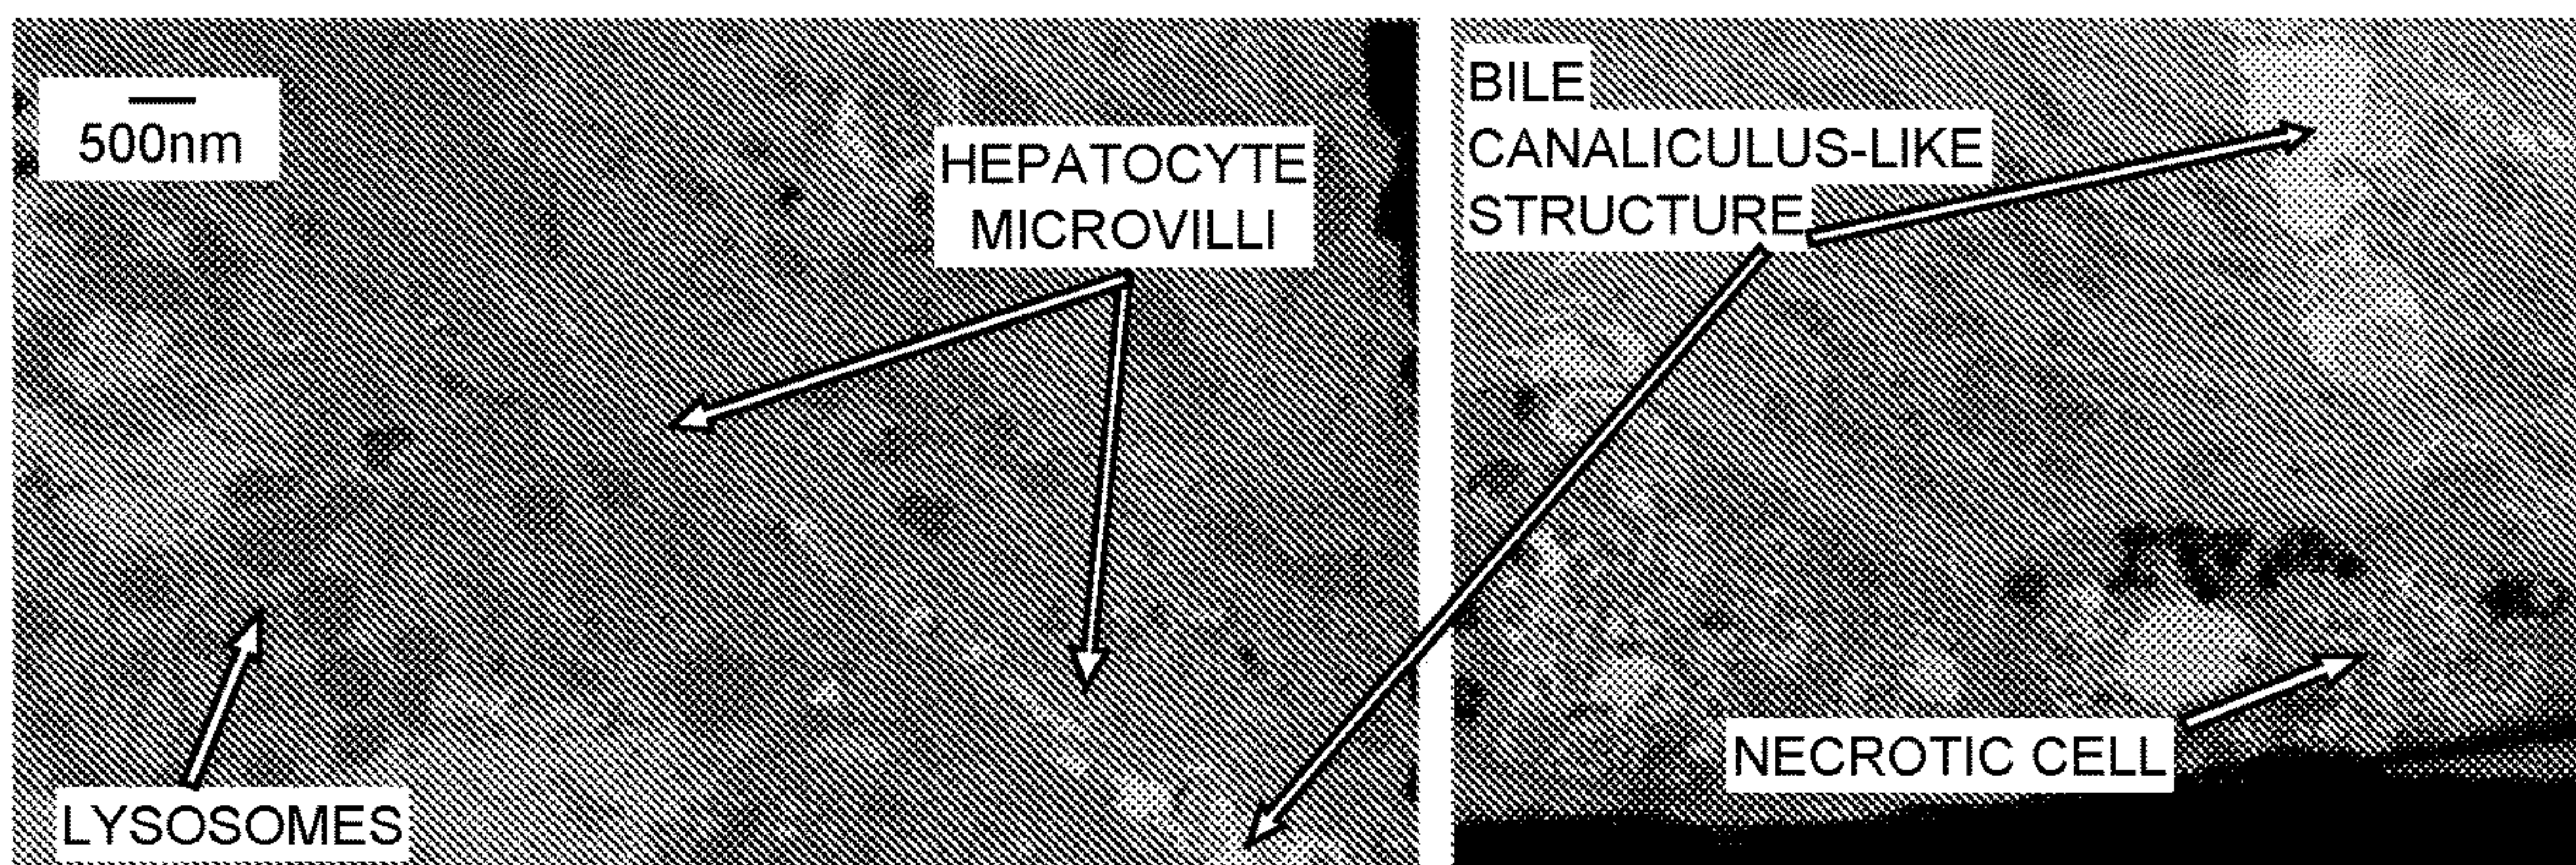 500nm
HEPATOCYTE
MICROVILLI
LYSOSOMES
BILE
CANALICULUS-LIKE
STRUCTURE
NECROTIC CELL